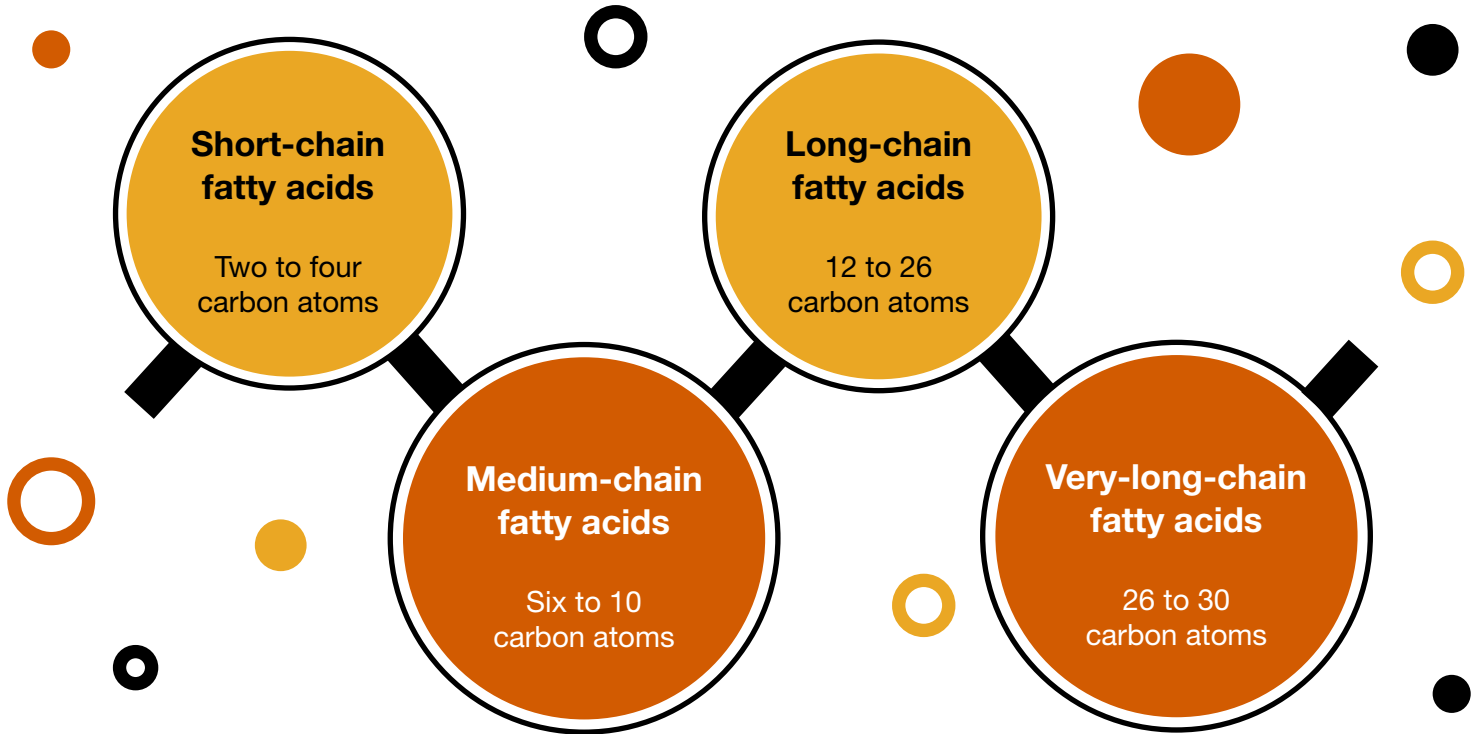 Short-chain
fatty acids
Two to four
carbon atoms
Medium-chain
fatty acids
Six to 10
carbon atoms
Long-chain
fatty acids
12 to 26
carbon atoms
Very-long-chain
fatty acids
26 to 30
carbon atoms